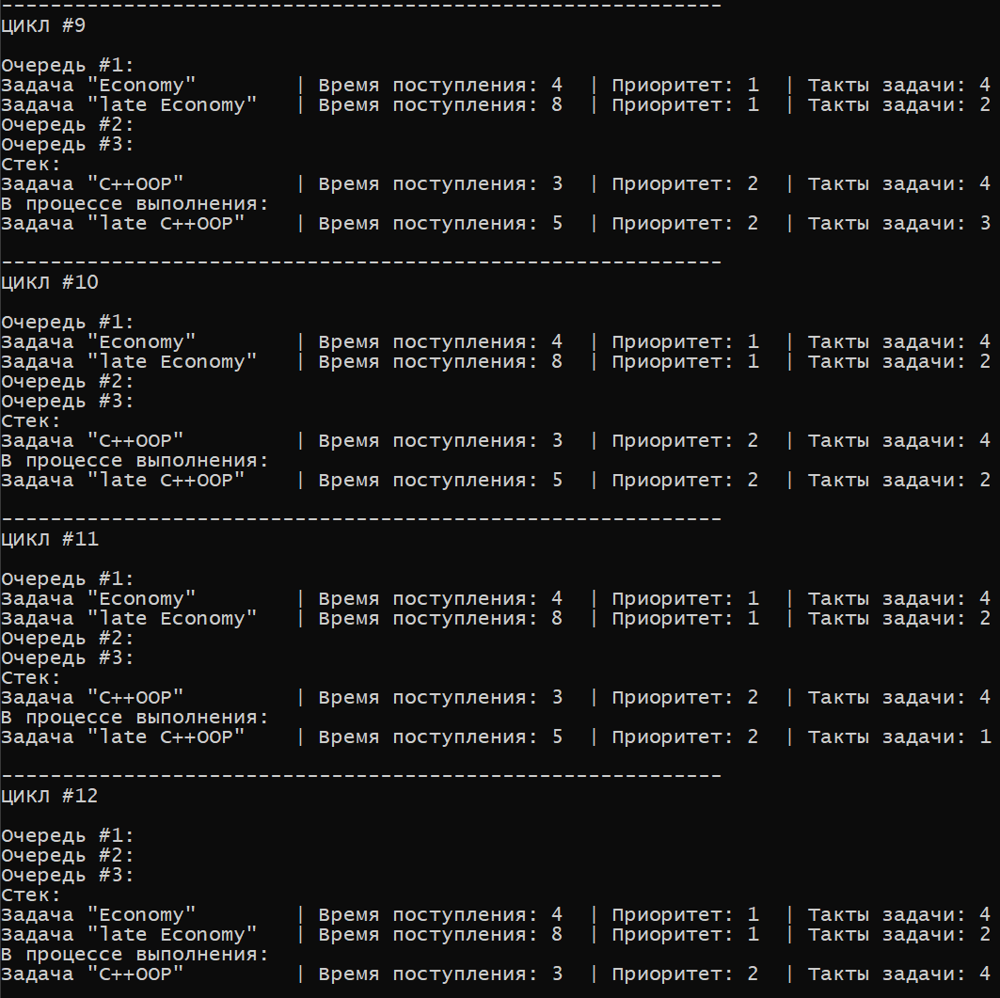 -----------------------------------------------------------
Цикл #9
Очередь #1:
Задача "Economy" | Время поступления: 4 | Приоритет: 1 | Такты задачи: 4
Задача "late Economy" | Время поступления: 8 | Приоритет: 1 | Такты задачи: 2
Очередь #2:
Очередь #3:
Стек:
Задача "C++OOP" | Время поступления: 3 | Приоритет: 2 | Такты задачи: 4
В процессе выполнения:
Задача "late C++OOP" | Время поступления: 5 | Приоритет: 2 | Такты задачи: 3
-----------------------------------------------------------
Цикл #10
Очередь #1:
Задача "Economy" | Время поступления: 4 | Приоритет: 1 | Такты задачи: 4
Задача "late Economy" | Время поступления: 8 | Приоритет: 1 | Такты задачи: 2
Очередь #2:
Очередь #3:
Стек:
Задача "C++OOP" | Время поступления: 3 | Приоритет: 2 | Такты задачи: 4
В процессе выполнения:
Задача "late C++OOP" | Время поступления: 5 | Приоритет: 2 | Такты задачи: 2
-----------------------------------------------------------
Цикл #11
Очередь #1:
Задача "Economy" | Время поступления: 4 | Приоритет: 1 | Такты задачи: 4
Задача "late Economy" | Время поступления: 8 | Приоритет: 1 | Такты задачи: 2
Очередь #2:
Очередь #3:
Стек:
Задача "C++OOP" | Время поступления: 3 | Приоритет: 2 | Такты задачи: 4
В процессе выполнения:
Задача "late C++OOP" | Время поступления: 5 | Приоритет: 2 | Такты задачи: 1
-----------------------------------------------------------
Цикл #12
Очередь #1:
Очередь #2:
Очередь #3:
Стек:
Задача "Economy" | Время поступления: 4 | Приоритет: 1 | Такты задачи: 4
Задача "late Economy" | Время поступления: 8 | Приоритет: 1 | Такты задачи: 2
В процессе выполнения:
Задача "C++OOP" | Время поступления: 3 | Приоритет: 2 | Такты задачи: 4